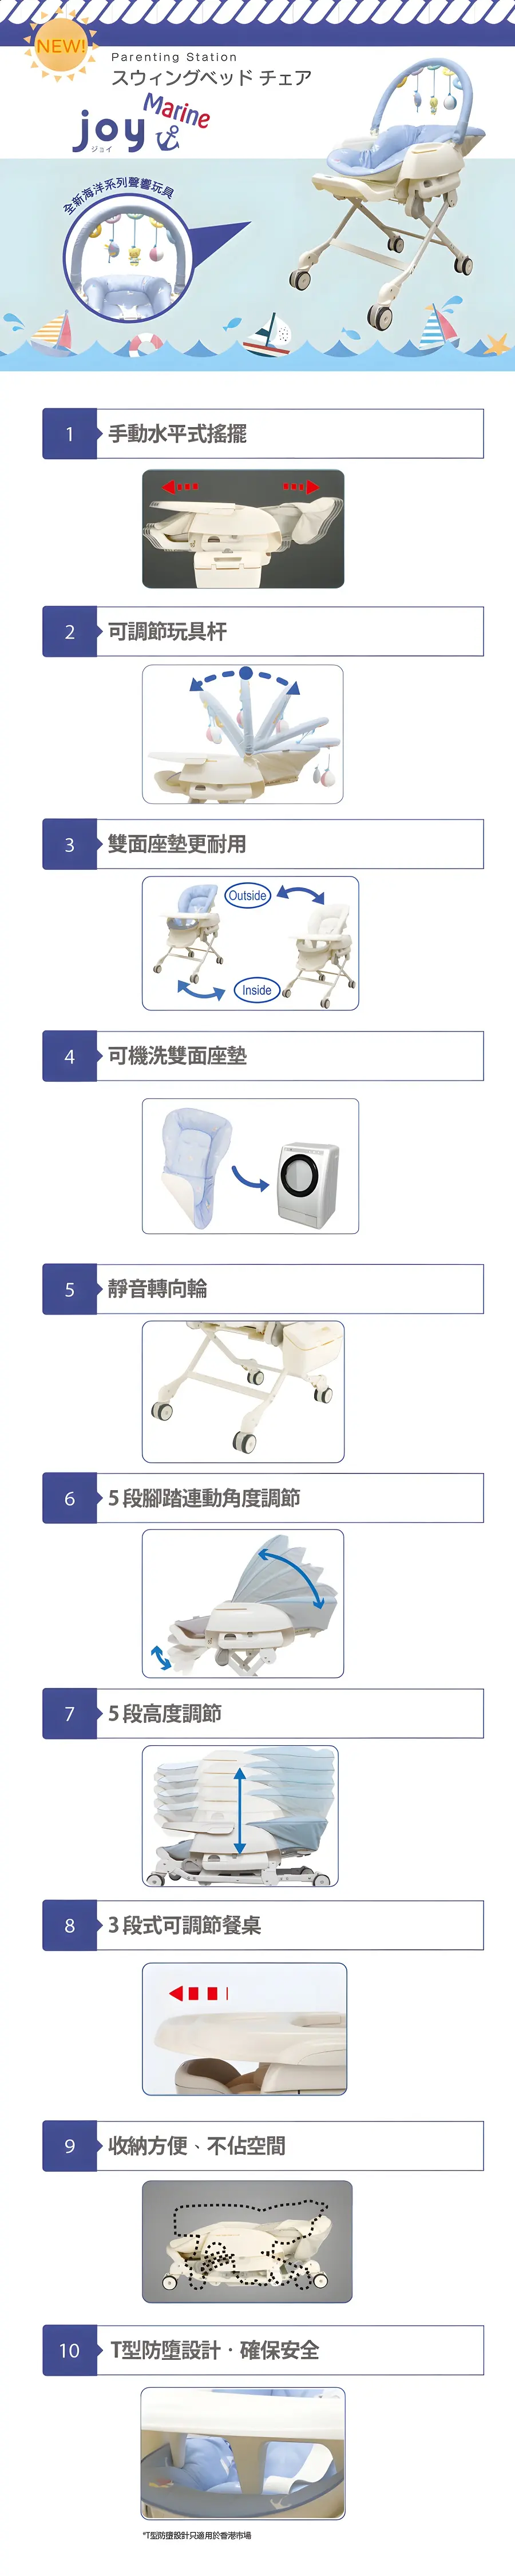 NEW!
Parenting Station
スウィングベッド チェア
joy Marine
ジョイ
全新海洋系列聲響玩具
1 手動水平式搖擺
2 可調節玩具杆
3 雙面座墊更耐用
Outside
Inside
4 可機洗雙面座墊
5 靜音轉向輪
6 5段腳踏連動角度調節
7 5段高度調節
8 3段式可調節餐桌
9 收納方便、不佔空間
10 T型防墮設計・確保安全
*T型防墮設計只適用於香港市場